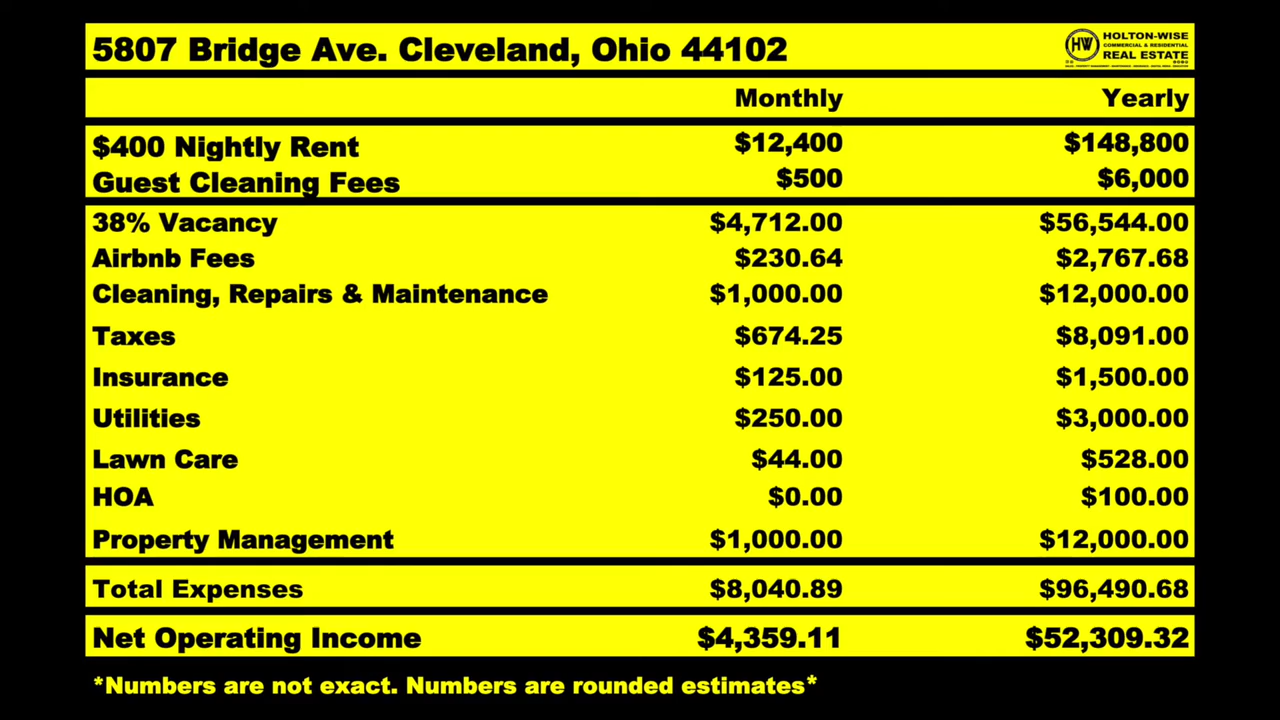 5807 Bridge Ave. Cleveland, Ohio 44102
HW
HOLTON-WISE
COMMERCIAL & RESIDENTIAL
REAL ESTATE
Monthly Yearly
$400 Nightly Rent $12,400 $148,800
Guest Cleaning Fees $500 $6,000
38% Vacancy $4,712.00 $56,544.00
Airbnb Fees $230.64 $2,767.68
Cleaning, Repairs & Maintenance $1,000.00 $12,000.00
Taxes $674.25 $8,091.00
Insurance $125.00 $1,500.00
Utilities $250.00 $3,000.00
Lawn Care $44.00 $528.00
HOA $0.00 $100.00
Property Management $1,000.00 $12,000.00
Total Expenses $8,040.89 $96,490.68
Net Operating Income $4,359.11 $52,309.32
*Numbers are not exact. Numbers are rounded estimates*